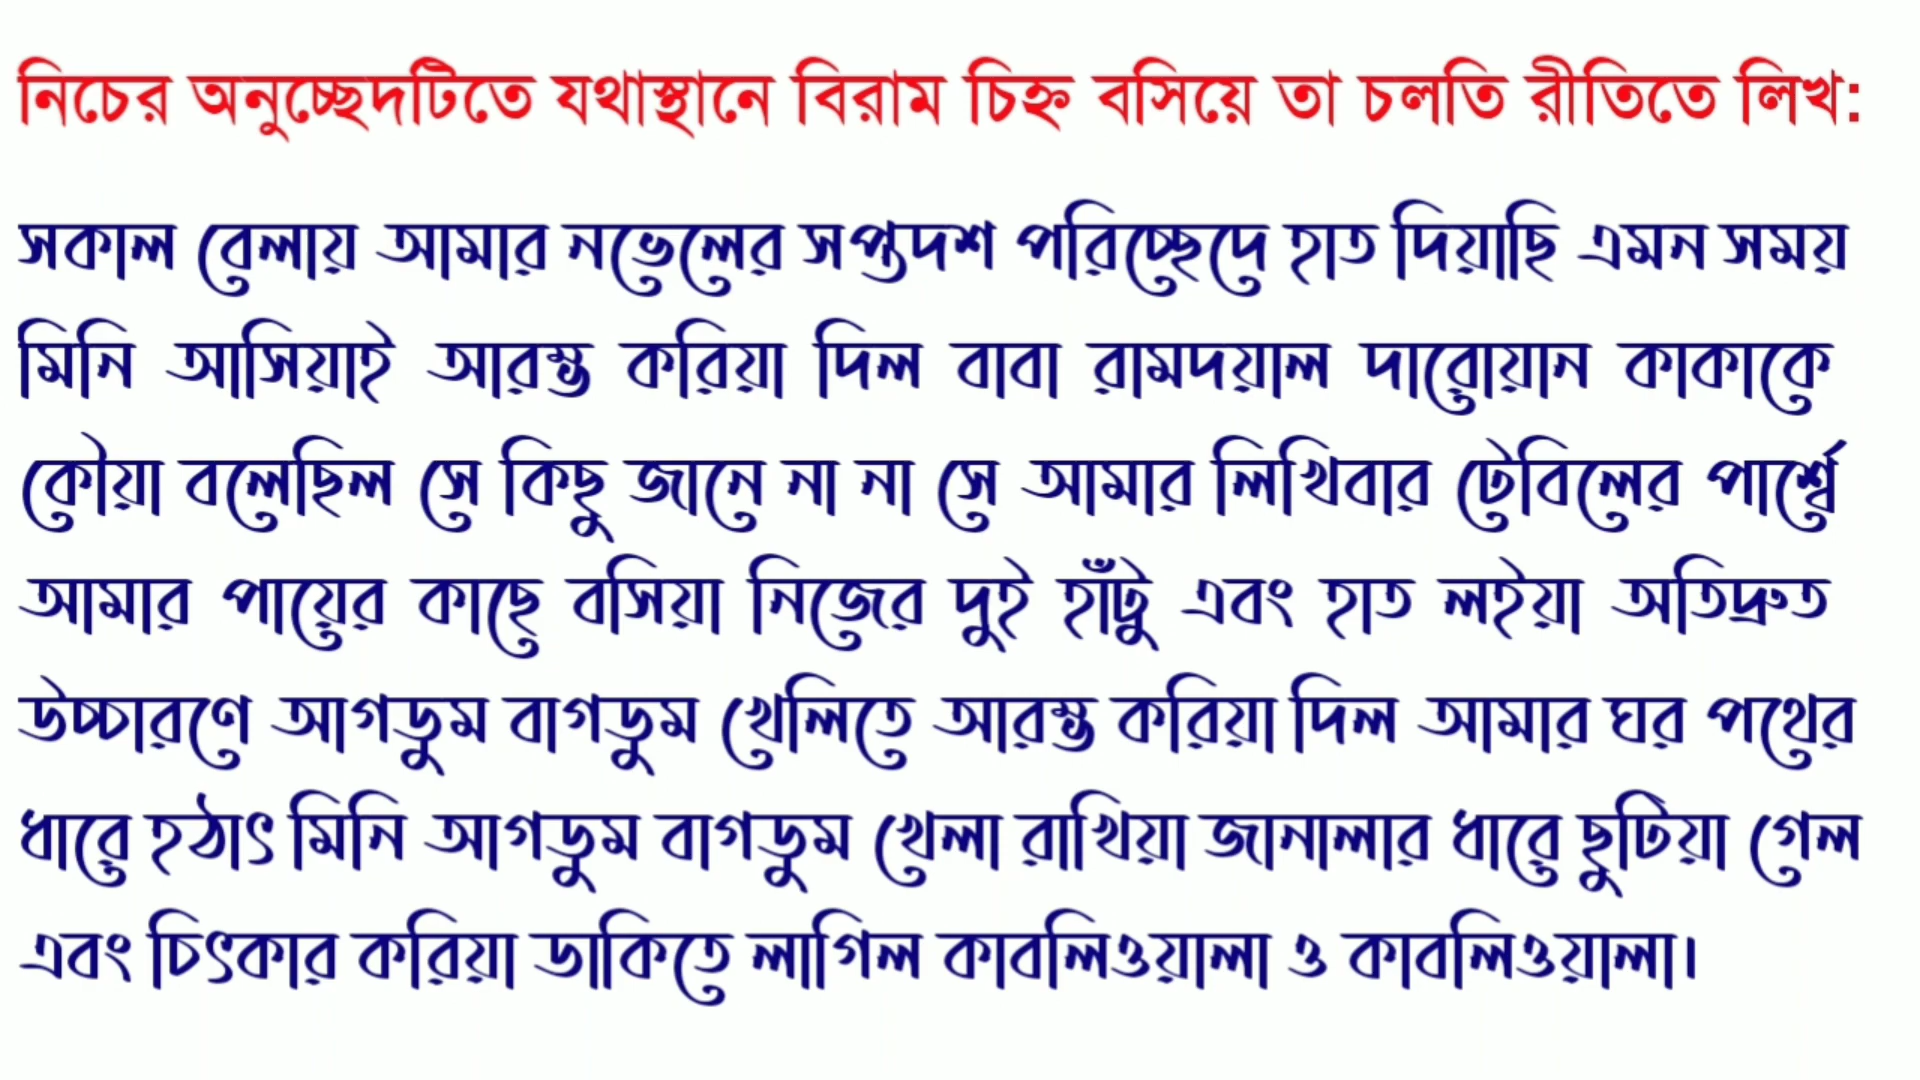 নিচের অনুচ্ছেদটিতে যথাস্থানে বিরাম চিহ্ন বসিয়ে তা চলতি রীতিতে লিখ:
সকাল বেলায় আমার নভেলের সপ্তদশ পরিচ্ছেদে হাত দিয়াছি এমন সময়
মিনি আসিয়াই আরম্ভ করিয়া দিল বাবা রামদয়াল দারোয়ান কাকাকে
কৌয়া বলেছিল সে কিছু জানে না না সে আমার লিখিবার টেবিলের পার্শ্বে
আমার পায়ের কাছে বসিয়া নিজের দুই হাঁটু এবং হাত লইয়া অতিদ্রুত
উচ্চারণে আগডুম বাগডুম খেলিতে আরম্ভ করিয়া দিল আমার ঘর পথের
ধারে হঠাৎ মিনি আগডুম বাগডুম খেলা রাখিয়া জানালার ধারে ছুটিয়া গেল
এবং চিৎকার করিয়া ডাকিতে লাগিল কাবলিওয়ালা ও কাবলিওয়ালা।